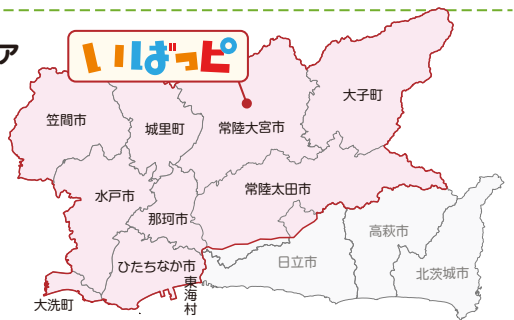 ア
いばっピ
大子町
笠間市
城里町
常陸大宮市
水戸市
常陸太田市
那珂市
高萩市
ひたちなか市
日立市
北茨城市
東海村
大洗町